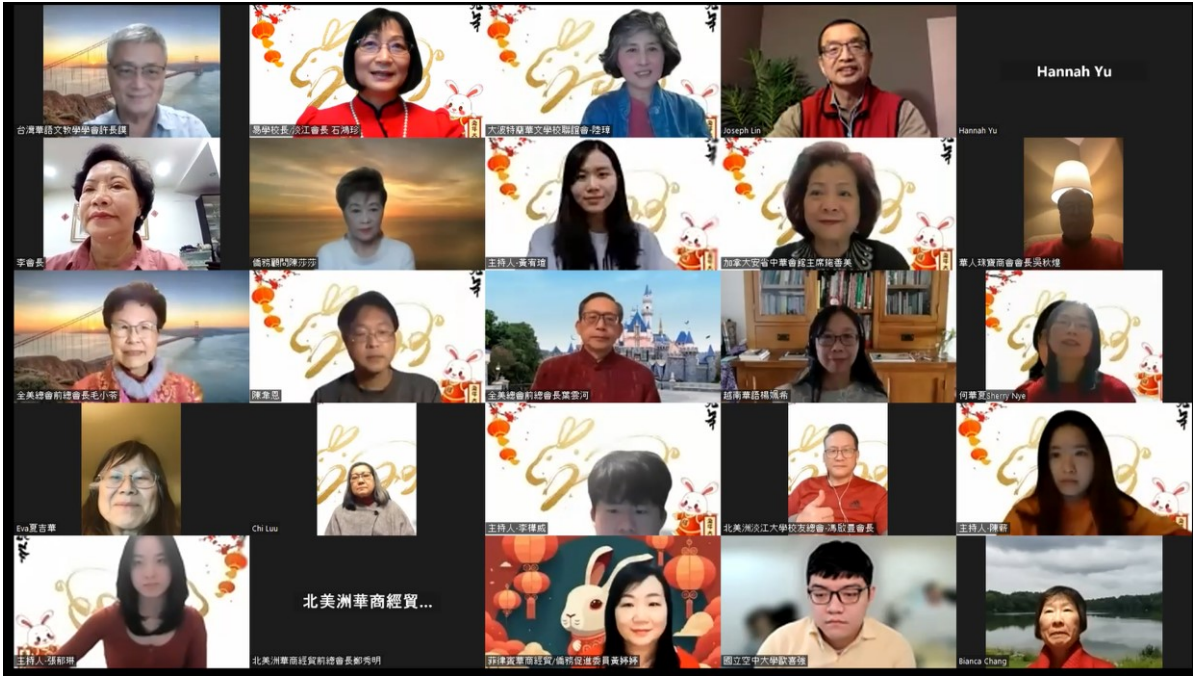 台灣華語文教學學會許長謨
易學校長/淡江會長 石鴻珍
大波特蘭華文學校聯誼會-陸璋
Joseph Lin
Hannah Yu
Hannah Yu
李會長
僑務顧問陳莎莎
主持人-黃宥瑄
加拿大安省中華會館主席施善美
華人珠寶商會會長吳秋煌
全美總會前總會長毛小苓
陳韋恩
全美總會前總會長葉雲河
越南華語楊珮希
何華夏Sherry Nye
Eva夏吉華
Chi Luu
主持人-李樺威
北美洲淡江大學校友總會-馮啟豊會長
主持人-陳蕲
主持人-張郁琳
北美洲華商經貿...
北美洲華商經貿前總會長鄭秀明
菲律賓華商經貿/僑務促進委員黃婷婷
國立空中大學歐喜強
Bianca Chang